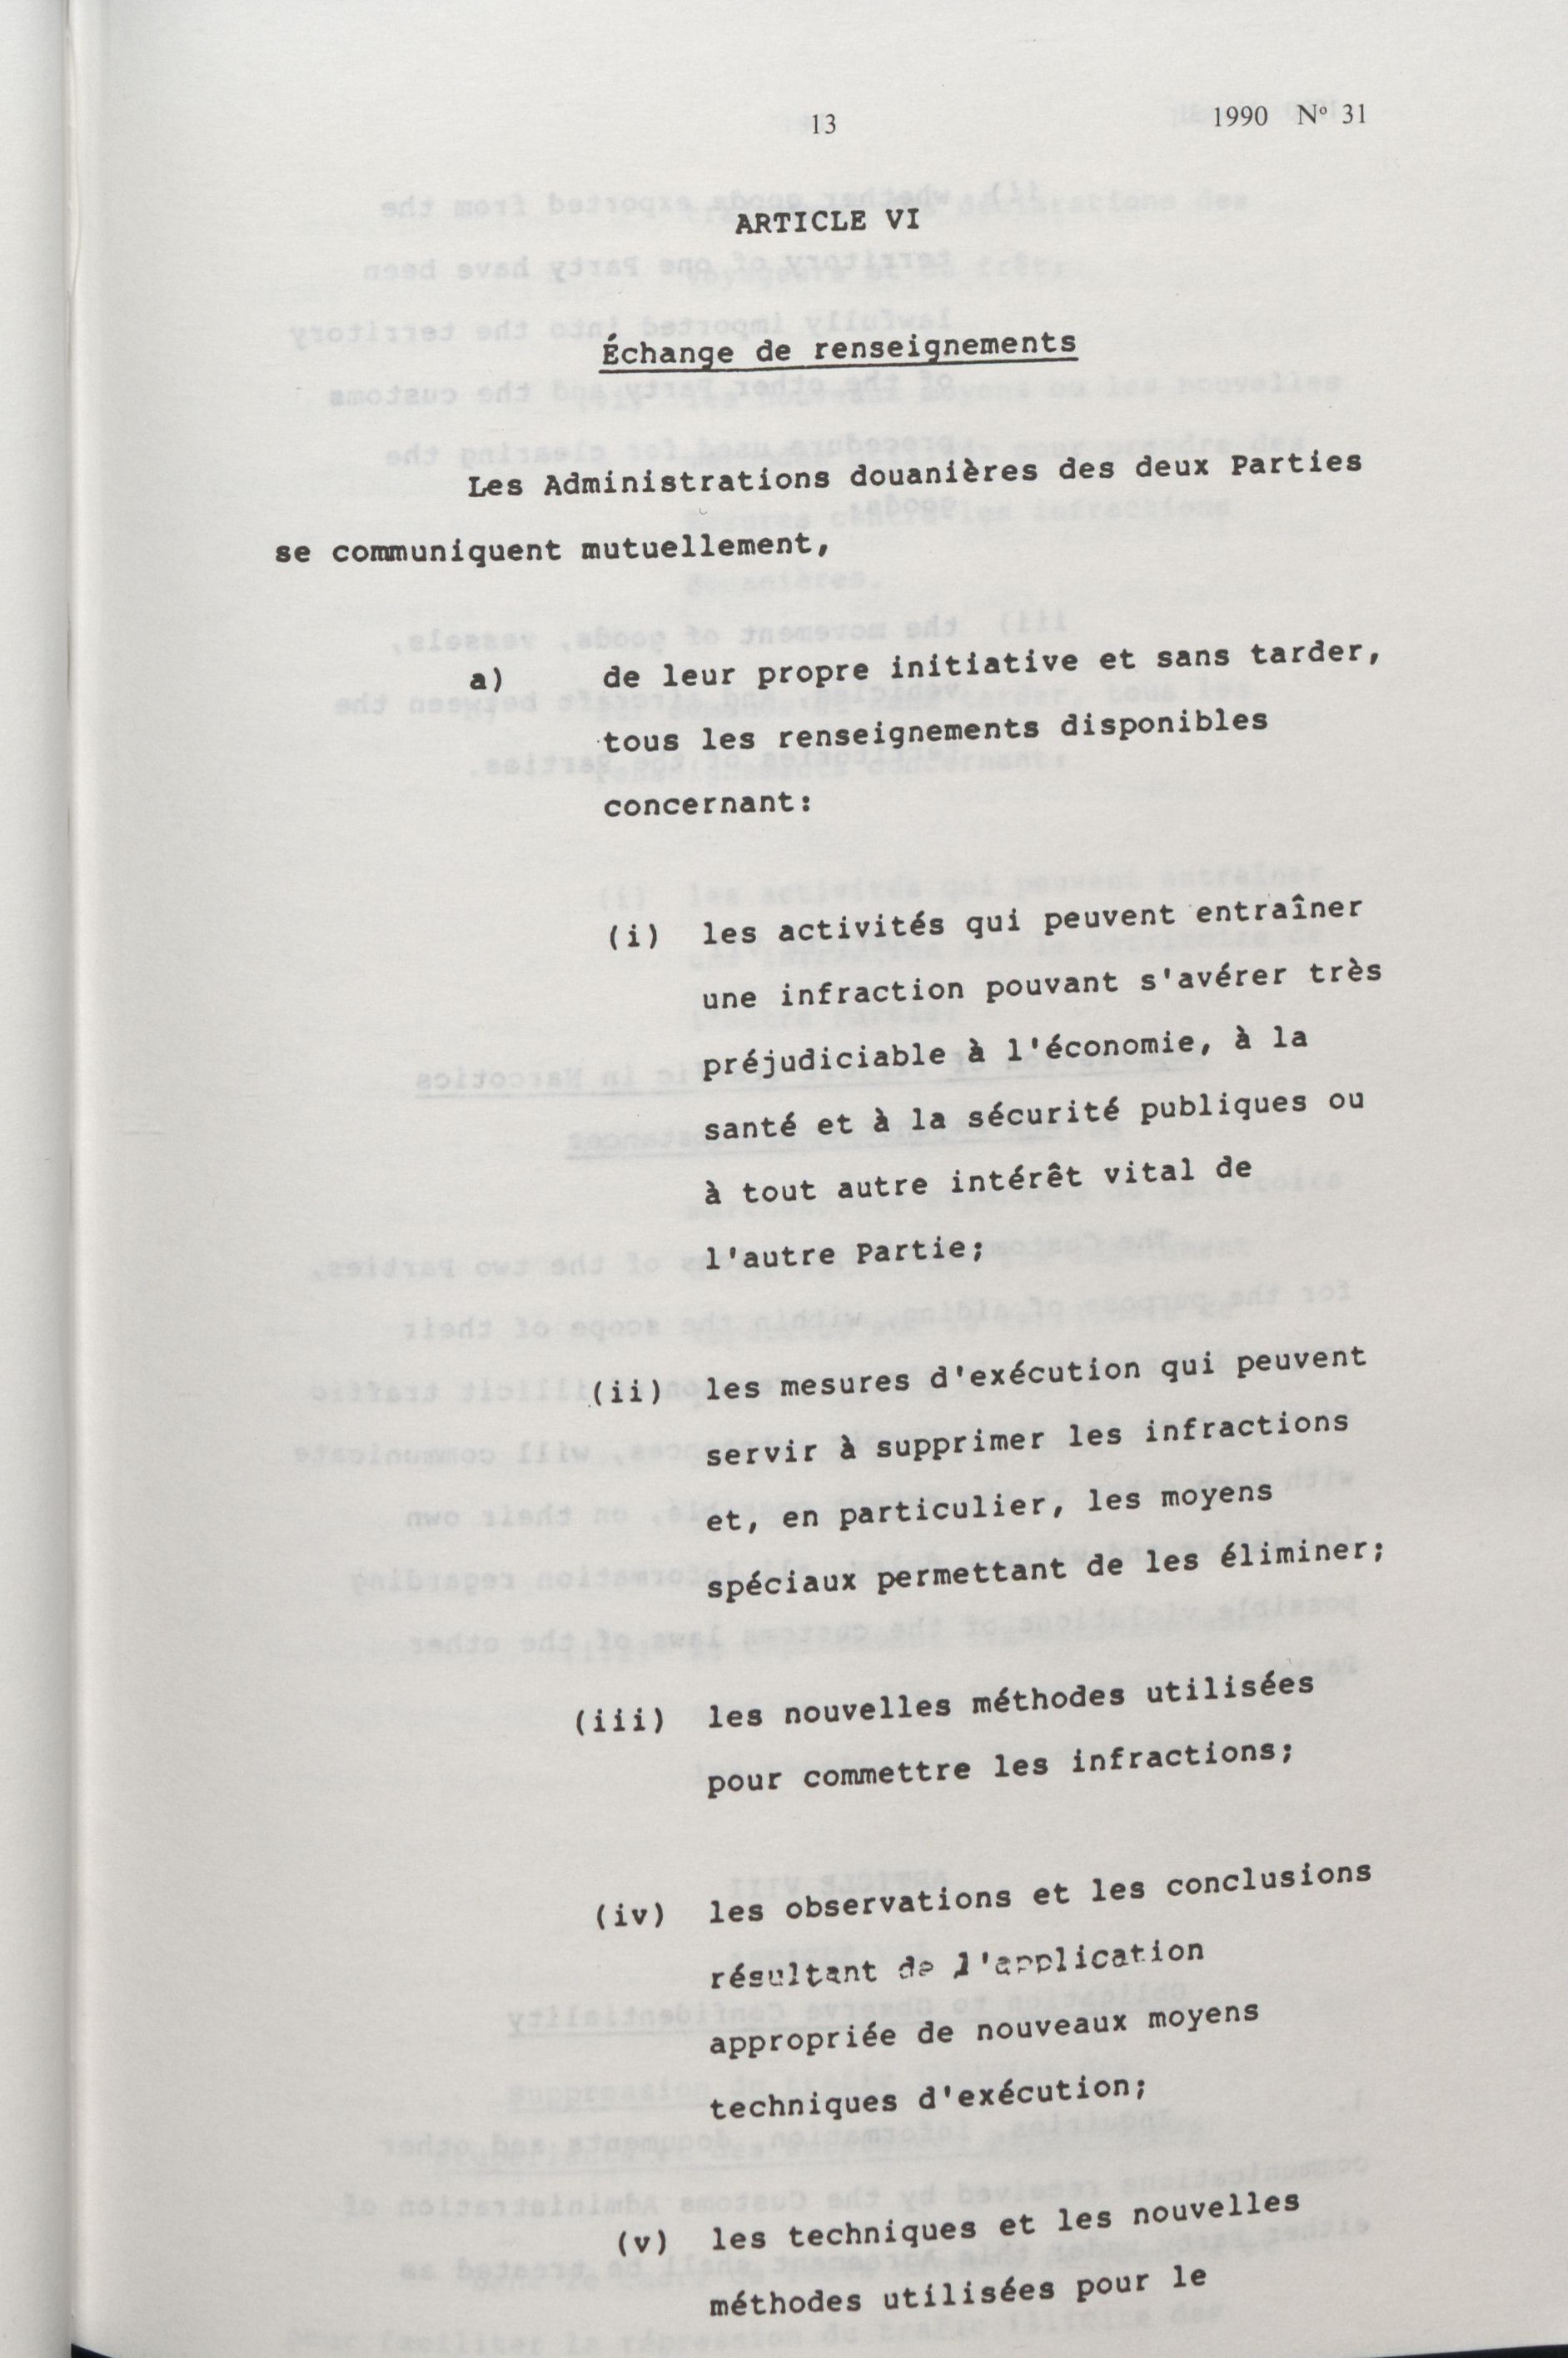 13
1990 Nº 31
ARTICLE VI
Échange de renseignements
Les Administrations douanières des deux Parties
se communiquent mutuellement,
a) de leur propre initiative et sans tarder,
tous les renseignements disponibles
concernant:
(i) les activités qui peuvent entraîner
une infraction pouvant s'avérer très
préjudiciable à l'économie, à la
santé et à la sécurité publiques ou
à tout autre intérêt vital de
l'autre Partie;
(ii) les mesures d'exécution qui peuvent
servir à supprimer les infractions
et, en particulier, les moyens
spéciaux permettant de les éliminer;
(iii) les nouvelles méthodes utilisées
pour commettre les infractions;
(iv) les observations et les conclusions
résultant de l'application
appropriée de nouveaux moyens
techniques d'exécution;
(v) les techniques et les nouvelles
méthodes utilisées pour le